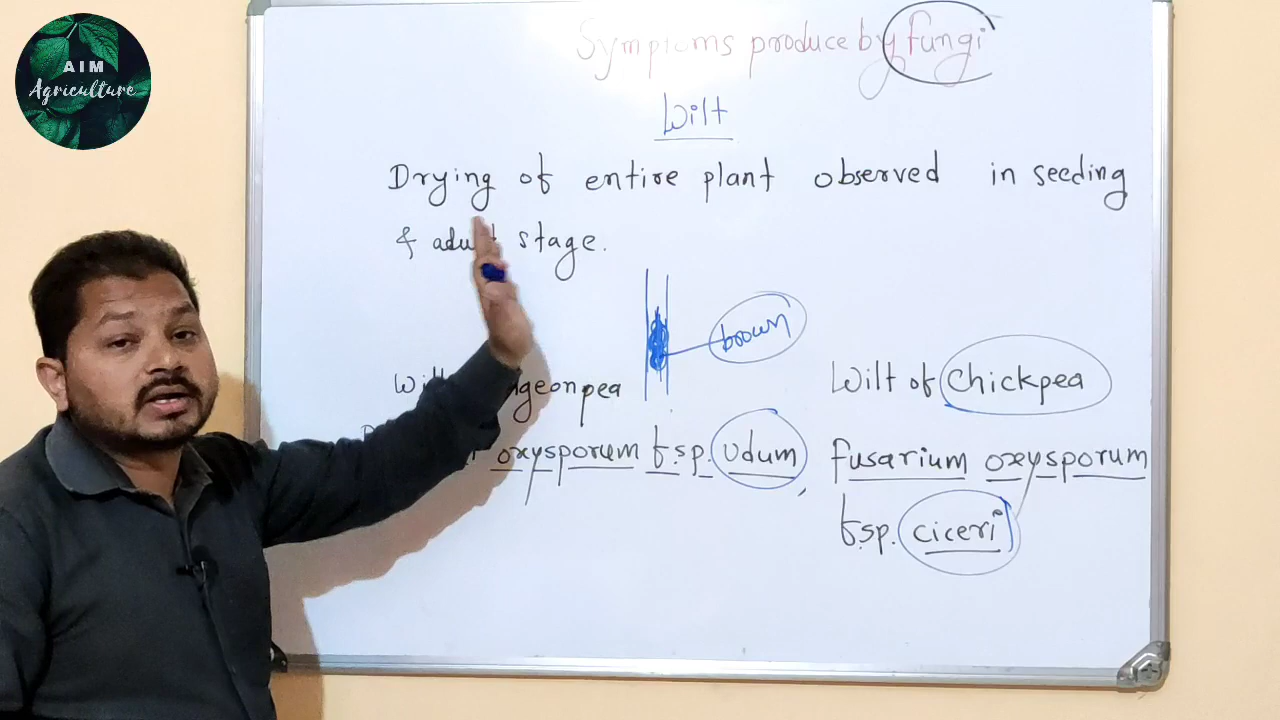 AIM
Agriculture
Symptoms produce by fungi
Wilt
Drying of entire plant observed in seeding
& adult stage.
brown
Wilt of Chickpea
oxysporum f.sp. udum, fusarium oxysporum
f.sp. ciceri